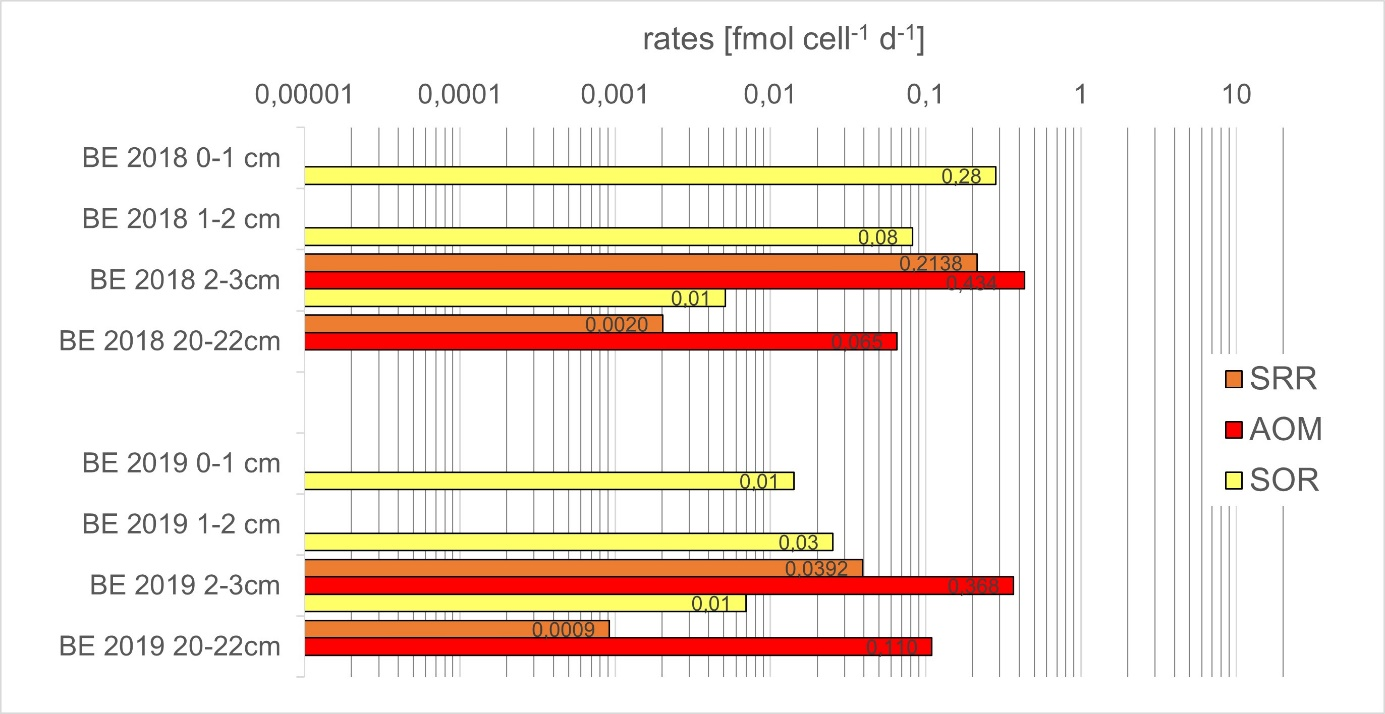 rates [fmol cell-1 d-1]
0,00001 0,0001 0,001 0,01 0,1 1 10
BE 2018 0-1 cm
0,28
BE 2018 1-2 cm
0,08
0,2138
BE 2018 2-3cm
0,434
0,01
0,0020
BE 2018 20-22cm
0,065
SRR
AOM
SOR
BE 2019 0-1 cm
0,01
BE 2019 1-2 cm
0,03
0,0392
BE 2019 2-3cm
0,368
0,01
0,0009
BE 2019 20-22cm
0,110